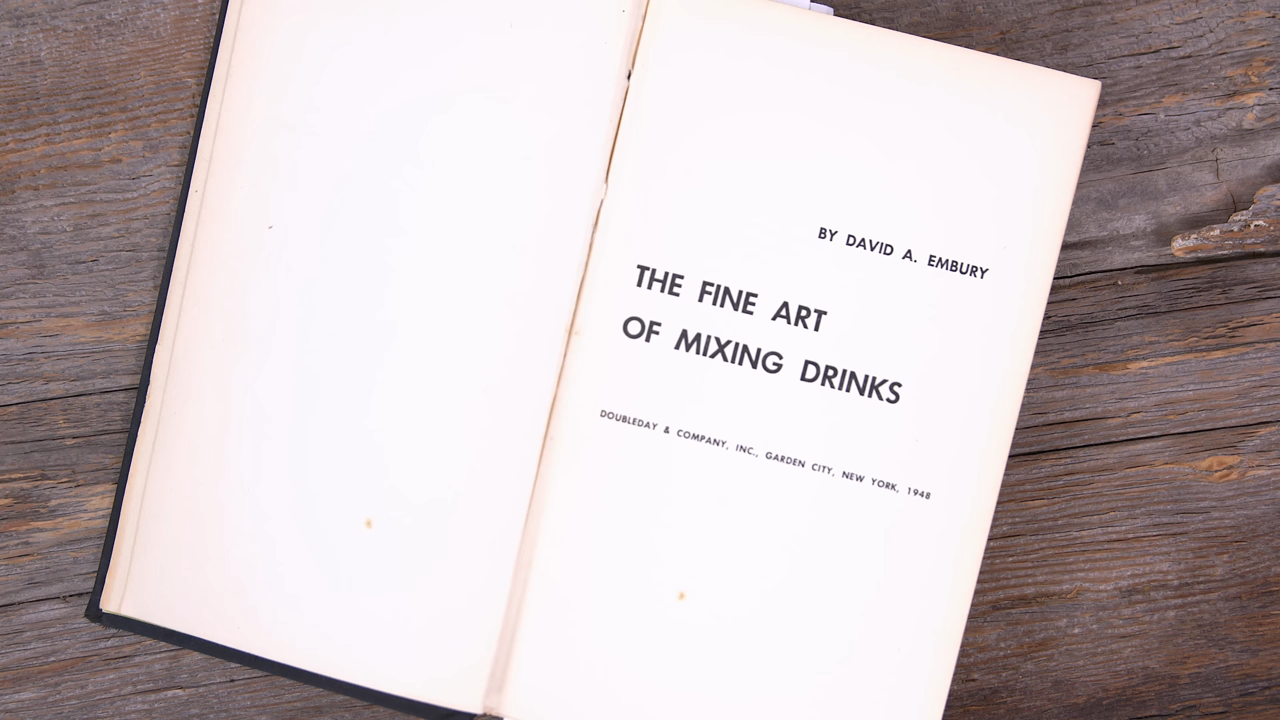 BY DAVID A. EMBURY
THE FINE ART
OF MIXING DRINKS
DOUBLEDAY & COMPANY, INC., GARDEN CITY, NEW YORK, 1948